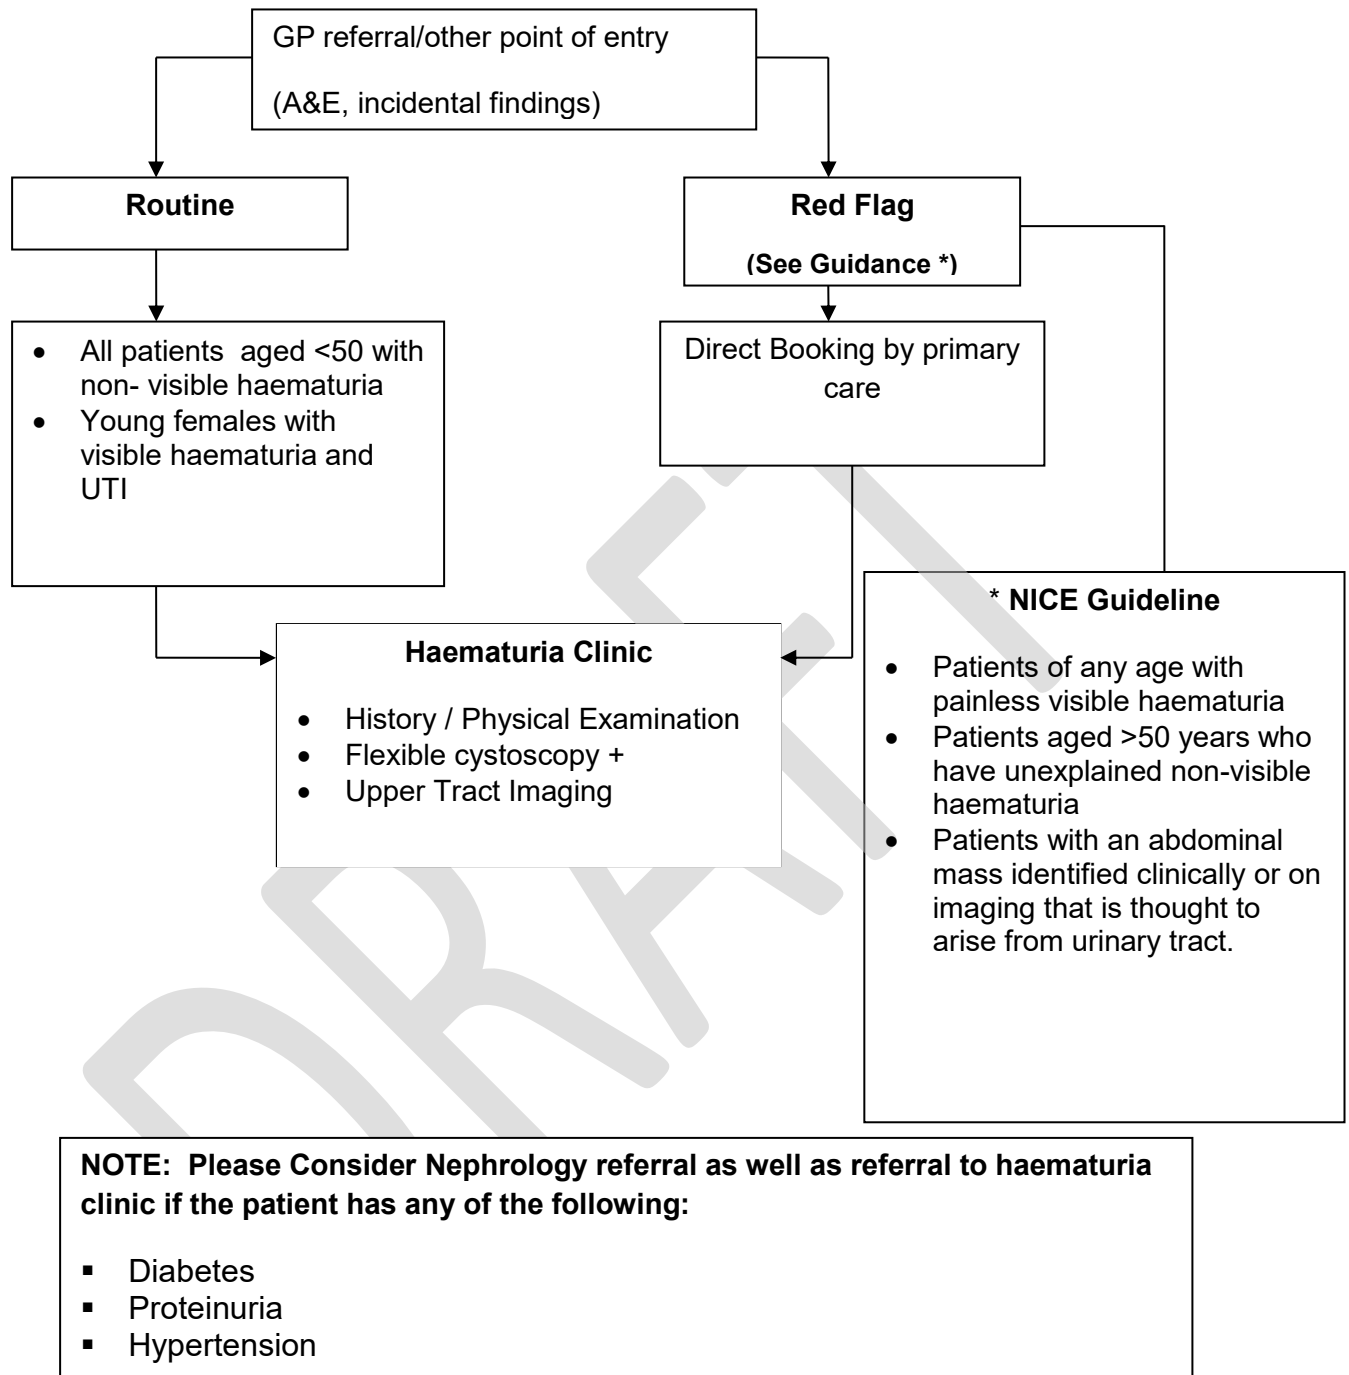 GP referral/other point of entry
(A&E, incidental findings)
Routine
Red Flag
(See Guidance *)
• All patients aged <50 with
non- visible haematuria
• Young females with
visible haematuria and
UTI
Direct Booking by primary
care
Haematuria Clinic
• History / Physical Examination
• Flexible cystoscopy +
• Upper Tract Imaging
* NICE Guideline
• Patients of any age with
painless visible haematuria
• Patients aged >50 years who
have unexplained non-visible
haematuria
• Patients with an abdominal
mass identified clinically or on
imaging that is thought to
arise from urinary tract.
DRAFT
NOTE: Please Consider Nephrology referral as well as referral to haematuria
clinic if the patient has any of the following:
▪ Diabetes
▪ Proteinuria
▪ Hypertension